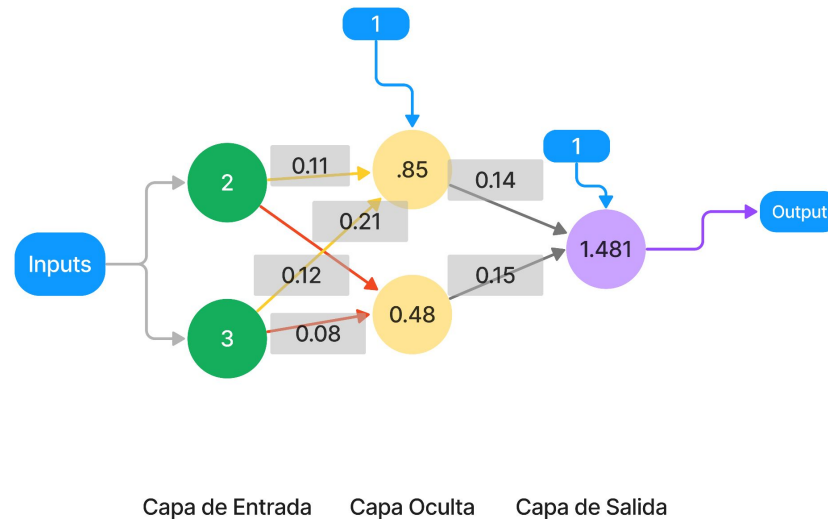 1
1
0.11
.85
0.14
2
0.21
Output
Inputs
1.481
0.12
0.15
0.48
3
0.08
Capa de Entrada
Capa Oculta
Capa de Salida